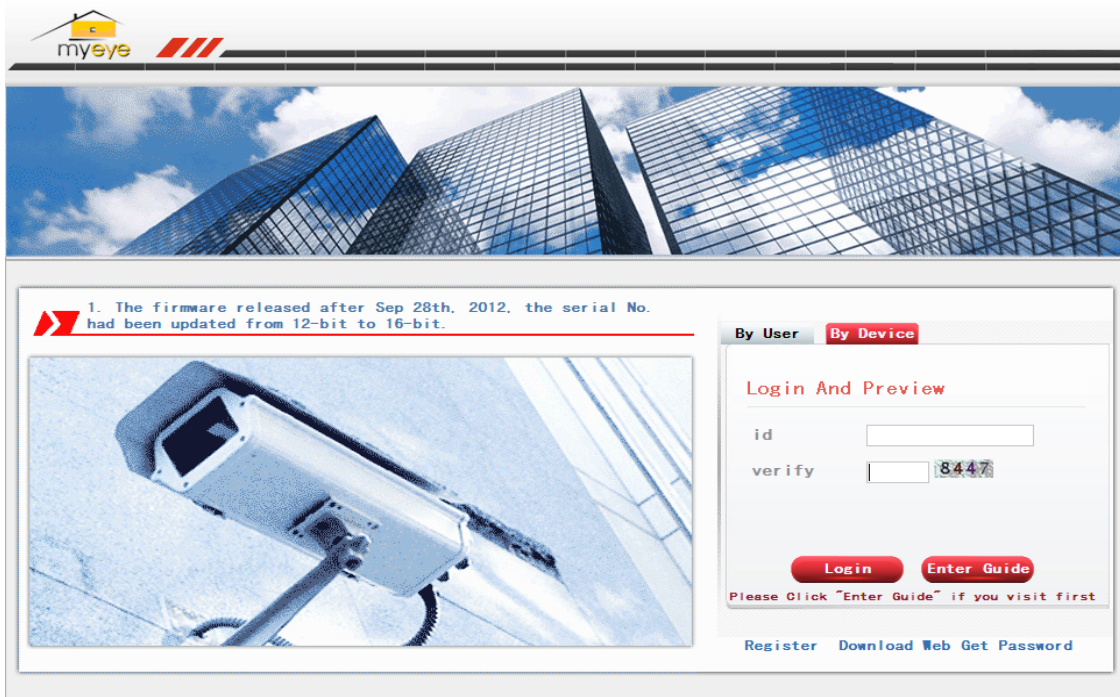 myeye
1. The firmware released after Sep 28th, 2012, the serial No.
had been updated from 12-bit to 16-bit.
By User
By Device
Login And Preview
id
verify
8447
Login
Enter Guide
Please Click "Enter Guide" if you visit first
Register
Download Web
Get Password